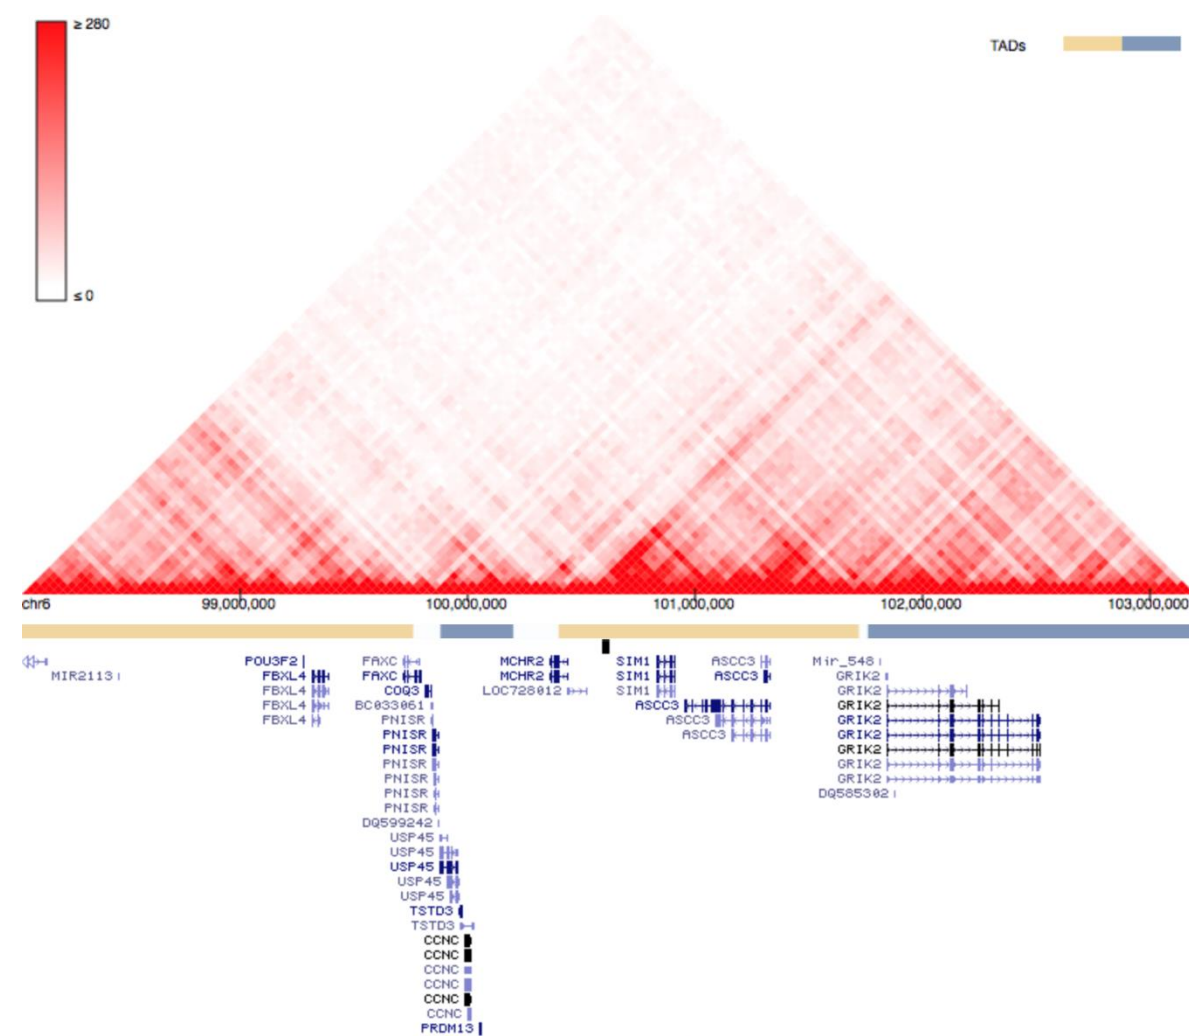 ≥ 280
TADs
≤ 0
chr6 99,000,000 100,000,000 101,000,000 102,000,000 103,000,000
POU3F2 FAXC MCHR2 SIM1 ASCC3 Mir_548
MIR2113 FBXL4 FAXC MCHR2 SIM1 ASCC3 GRIK2
FBXL4 COQ3 LOC728012 SIM1 GRIK2
FBXL4 BC033061 ASCC3 GRIK2
FBXL4 PNISR ASCC3 GRIK2
PNISR ASCC3 GRIK2
PNISR GRIK2
PNISR GRIK2
PNISR GRIK2
PNISR DQ585302
PNISR
DQ599242
USP45
USP45
USP45
USP45
USP45
TSTD3
TSTD3
CCNC
CCNC
CCNC
CCNC
CCNC
CCNC
PRDM13